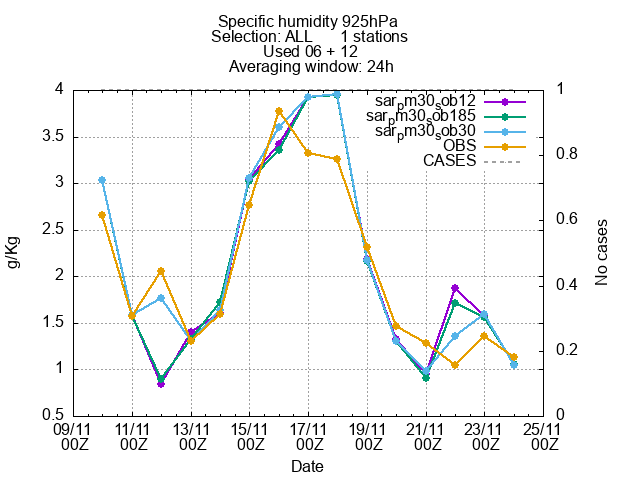 Specific humidity 925hPa
Selection: ALL 1 stations
Used 06 + 12
Averaging window: 24h
4 1
sar_pm30_sob12
sar_pm30_sob185
sar_pm30_sob30
OBS
CASES
3.5
3
2.5
2
1.5
1
0.5
0.8
0.6
0.4
0.2
0
g/Kg
No cases
09/11 11/11 13/11 15/11 17/11 19/11 21/11 23/11 25/11
00Z 00Z 00Z 00Z 00Z 00Z 00Z 00Z 00Z
Date